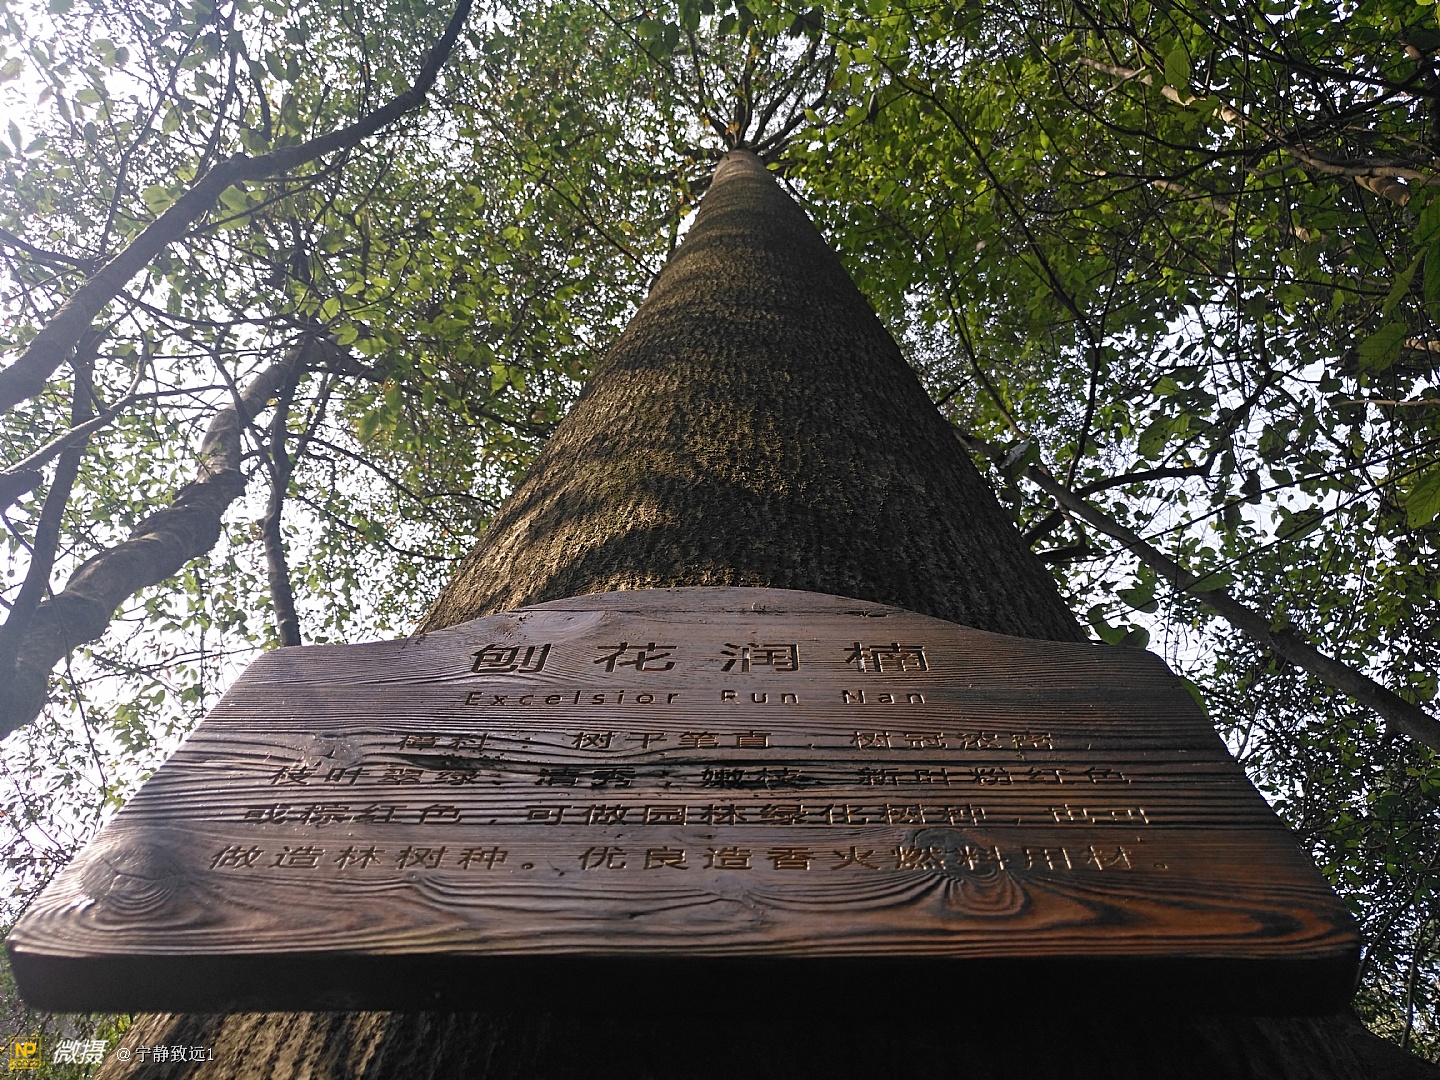 刨花润楠
Excelsior Run Nan
樟科：树干笔直，树冠浓密，
枝叶翠绿、清秀；嫩枝、新叶粉红色
或棕红色，可做园林绿化树种，也可
做造林树种。优良造香火燃料用材。
NP 微摄 @宁静致远1